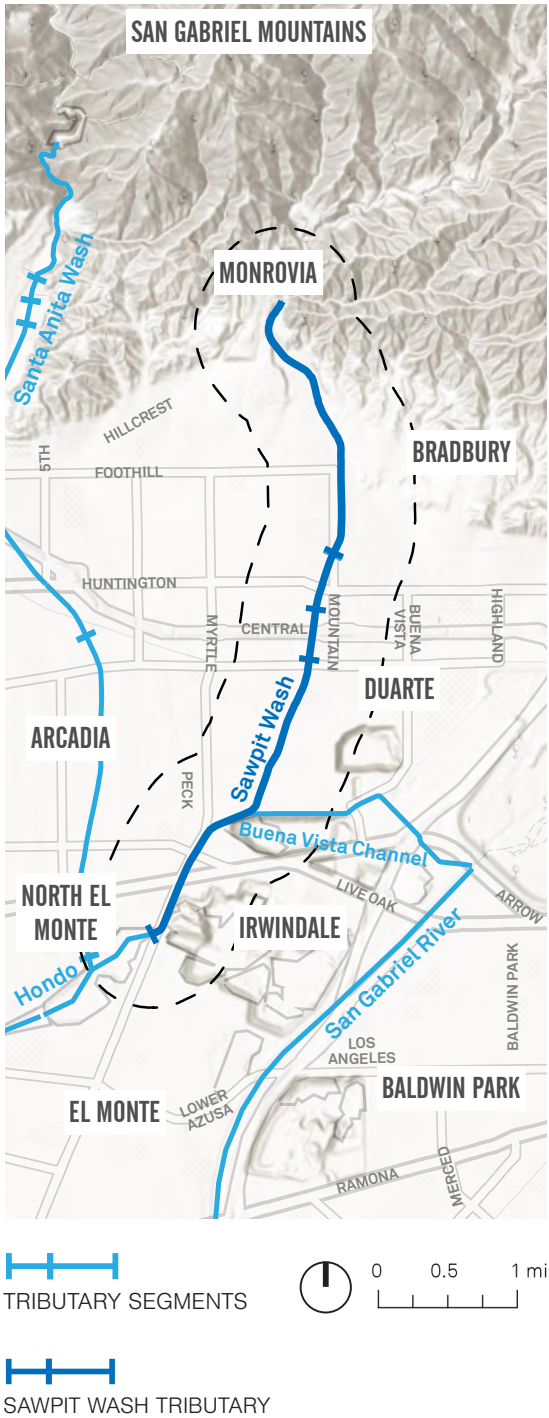 SAN GABRIEL MOUNTAINS
Santa Anita Wash
MONROVIA
HILLCREST
5TH
FOOTHILL
BRADBURY
HUNTINGTON
MYRTLE
CENTRAL
MOUNTAIN
BUENA
VISTA
HIGHLAND
DUARTE
ARCADIA
Sawpit Wash
PECK
Buena Vista Channel
LIVE OAK
ARROW
NORTH EL
MONTE
IRWINDALE
Hondo
San Gabriel River
BALDWIN PARK
LOS
ANGELES
BALDWIN PARK
EL MONTE
LOWER
AZUSA
RAMONA
MERCED
TRIBUTARY SEGMENTS
0 0.5 1 mi
SAWPIT WASH TRIBUTARY